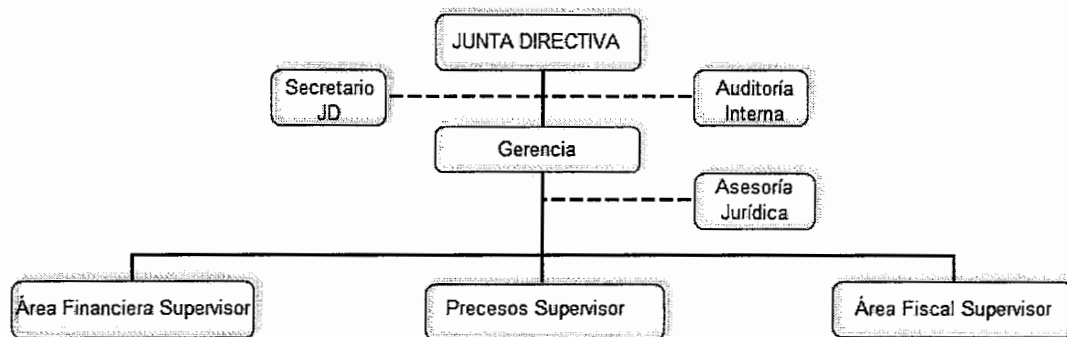 JUNTA DIRECTIVA
Secretario
JD
Auditoría
Interna
Gerencia
Asesoría
Jurídica
Área Financiera Supervisor
Precesos Supervisor
Área Fiscal Supervisor